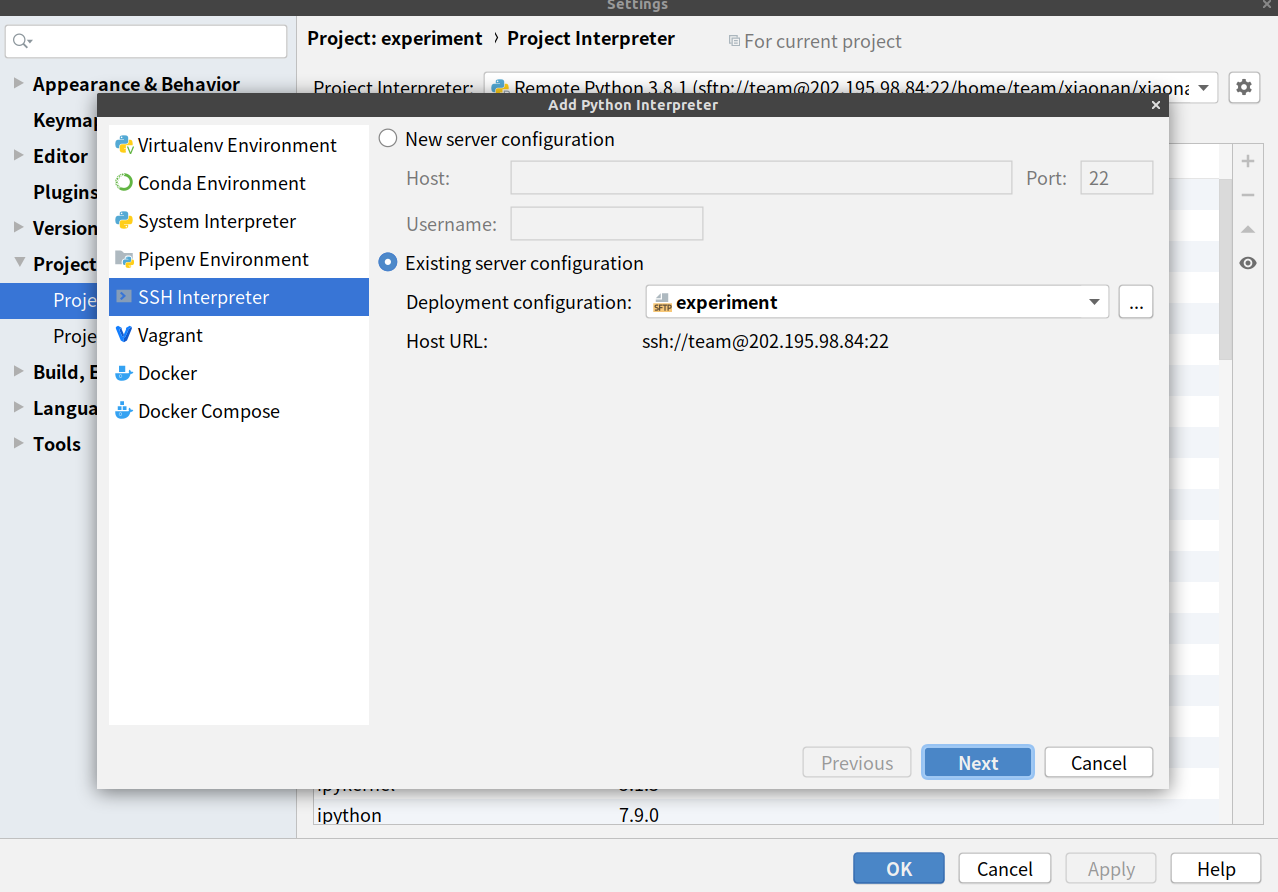 Settings
Project: experiment › Project Interpreter For current project
Appearance & Behavior
Project Interpreter: Remote Python 3.8.1 (sftp://team@202.195.98.84:22/home/team/xiaonan/xiaona
Add Python Interpreter
Keymap
Editor
Plugins
Version
Project
Proje
Proje
Build, E
Langua
Tools
Virtualenv Environment
Conda Environment
System Interpreter
Pipenv Environment
SSH Interpreter
Vagrant
Docker
Docker Compose
New server configuration
Host: Port: 22
Username:
Existing server configuration
Deployment configuration: SFTP experiment ...
Host URL: ssh://team@202.195.98.84:22
Previous Next Cancel
ipython 7.9.0
OK Cancel Apply Help